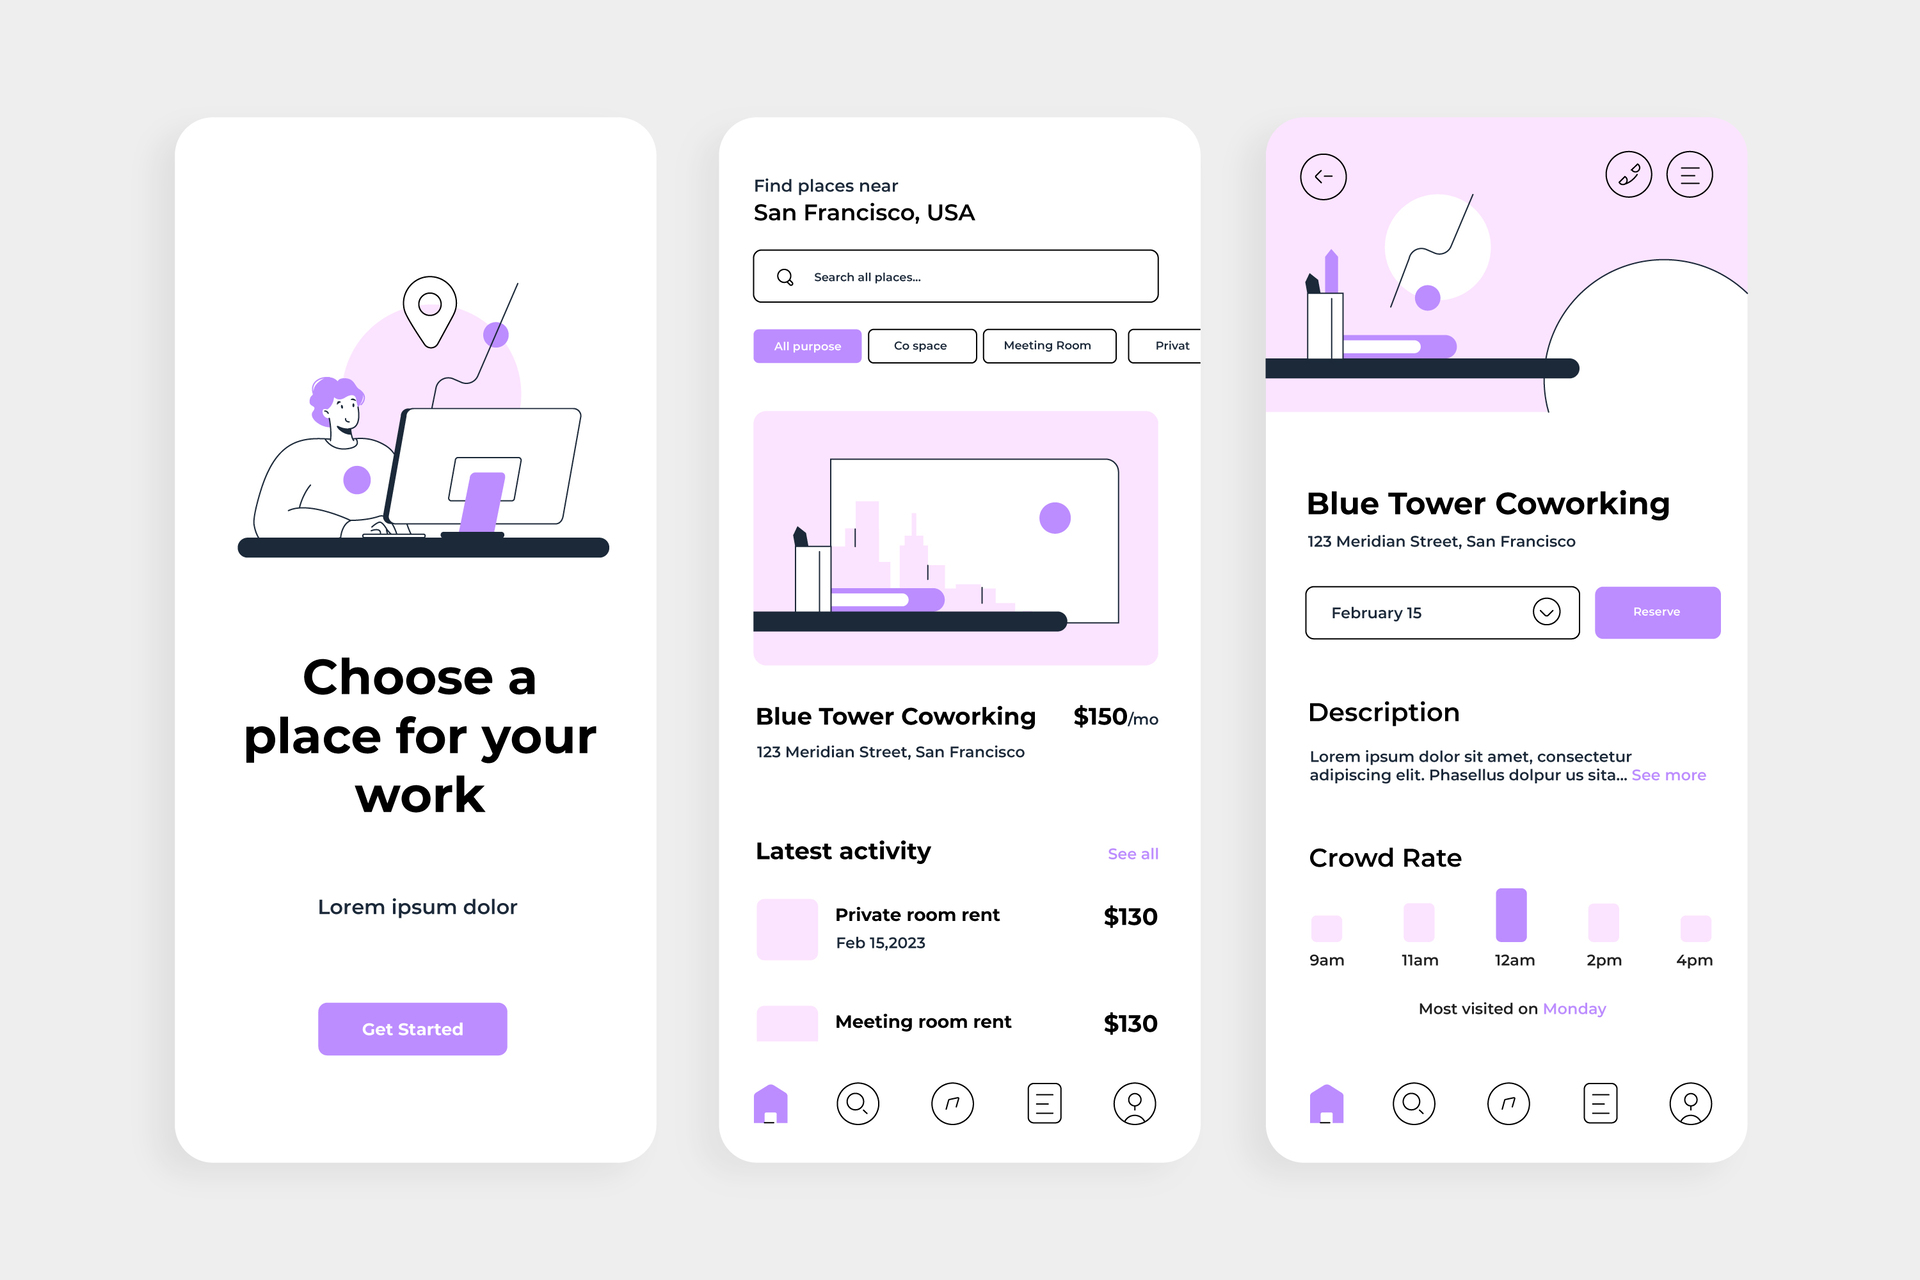 Choose a
place for your
work
Lorem ipsum dolor
Get Started
Find places near
San Francisco, USA
Search all places...
All purpose
Co space
Meeting Room
Privat
Blue Tower Coworking
$150/mo
123 Meridian Street, San Francisco
Latest activity
See all
Private room rent
$130
Feb 15,2023
Meeting room rent
$130
Blue Tower Coworking
123 Meridian Street, San Francisco
February 15
Reserve
Description
Lorem ipsum dolor sit amet, consectetur
adipiscing elit. Phasellus dolpur us sita... See more
Crowd Rate
9am
11am
12am
2pm
4pm
Most visited on Monday